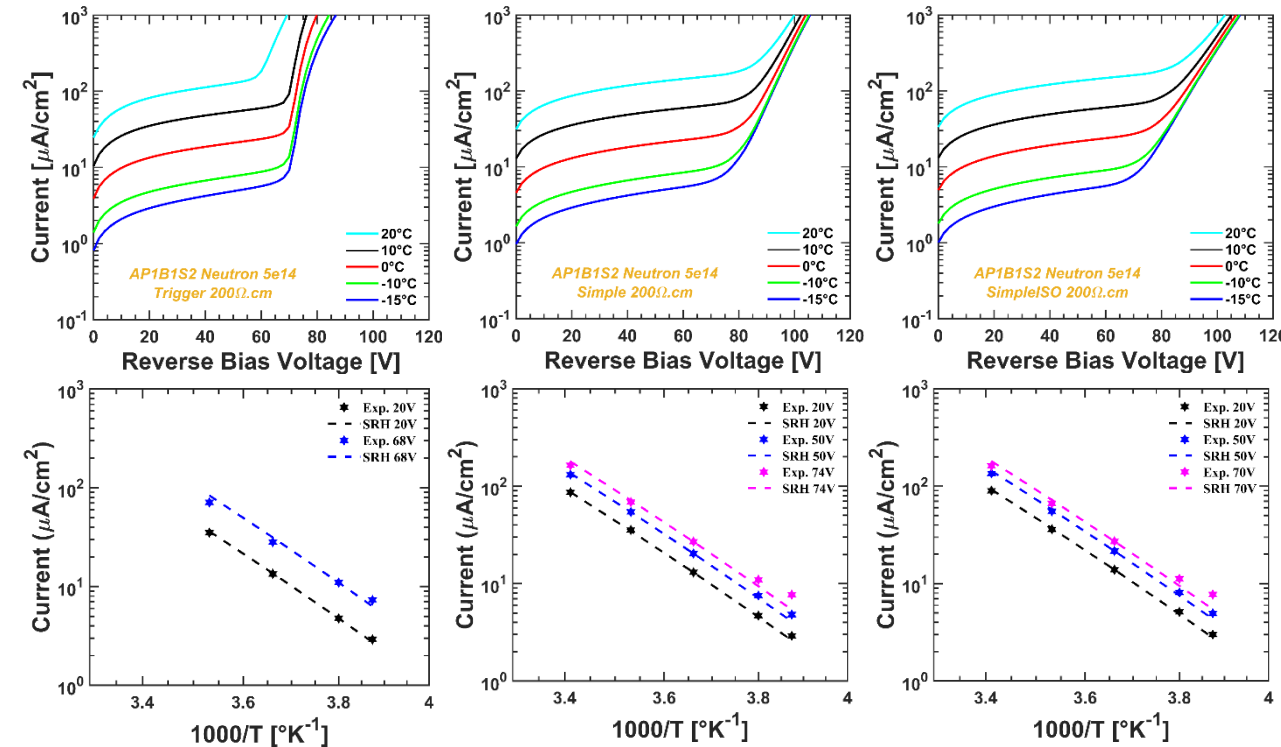 Current [μA/cm²]
10³
10²
10¹
10⁰
10⁻¹
20°C
10°C
0°C
-10°C
-15°C
AP1B1S2 Neutron 5e14
Trigger 200Ω.cm
0 20 40 60 80 100 120
Reverse Bias Voltage [V]
Current [μA/cm²]
10³
10²
10¹
10⁰
10⁻¹
20°C
10°C
0°C
-10°C
-15°C
AP1B1S2 Neutron 5e14
Simple 200Ω.cm
0 20 40 60 80 100 120
Reverse Bias Voltage [V]
Current [μA/cm²]
10³
10²
10¹
10⁰
10⁻¹
20°C
10°C
0°C
-10°C
-15°C
AP1B1S2 Neutron 5e14
SimpleISO 200Ω.cm
0 20 40 60 80 100 120
Reverse Bias Voltage [V]
Current (μA/cm²)
10³
10²
10¹
10⁰
Exp. 20V
SRH 20V
Exp. 68V
SRH 68V
3.4 3.6 3.8 4
1000/T [°K⁻¹]
Current (μA/cm²)
10³
10²
10¹
10⁰
Exp. 20V
SRH 20V
Exp. 50V
SRH 50V
Exp. 74V
SRH 74V
3.4 3.6 3.8 4
1000/T [°K⁻¹]
Current (μA/cm²)
10³
10²
10¹
10⁰
Exp. 20V
SRH 20V
Exp. 50V
SRH 50V
Exp. 70V
SRH 70V
3.4 3.6 3.8 4
1000/T [°K⁻¹]